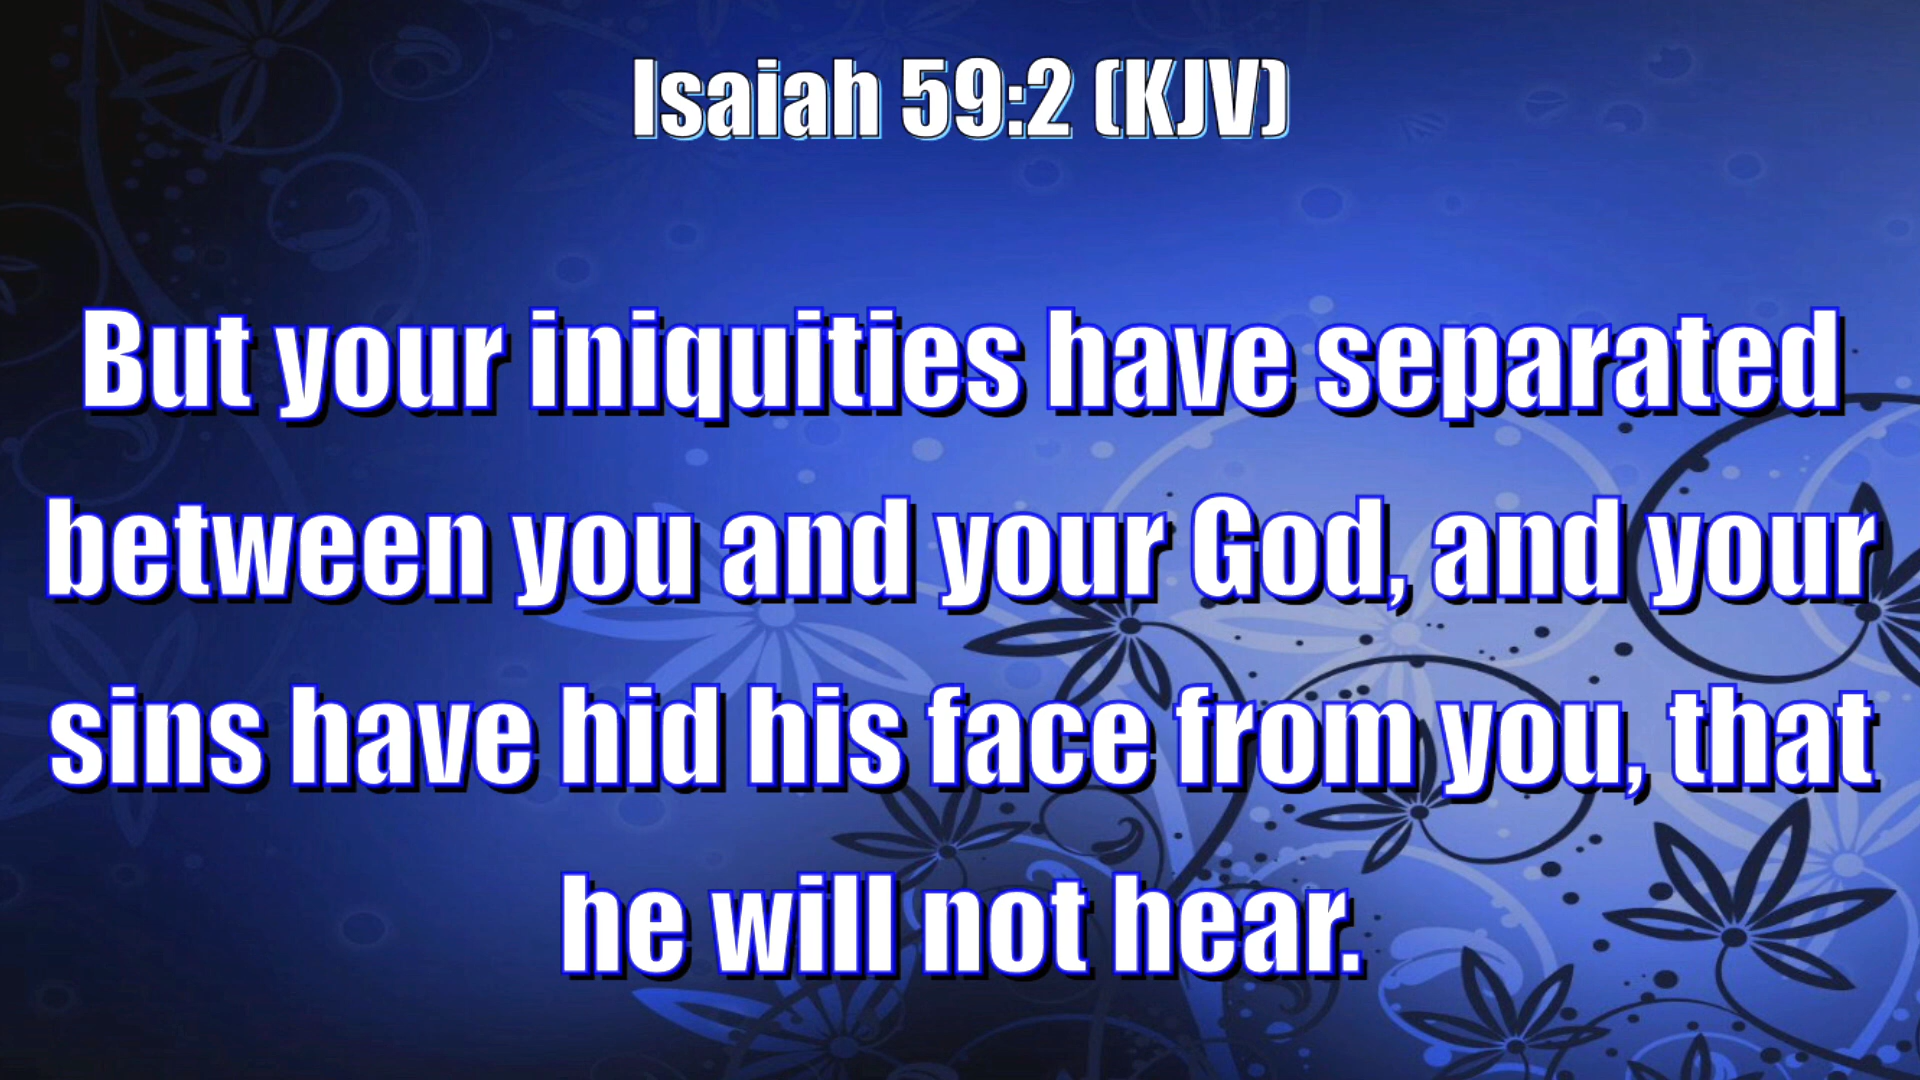 Isaiah 59:2 (KJV)
But your iniquities have separated
between you and your God, and your
sins have hid his face from you, that
he will not hear.